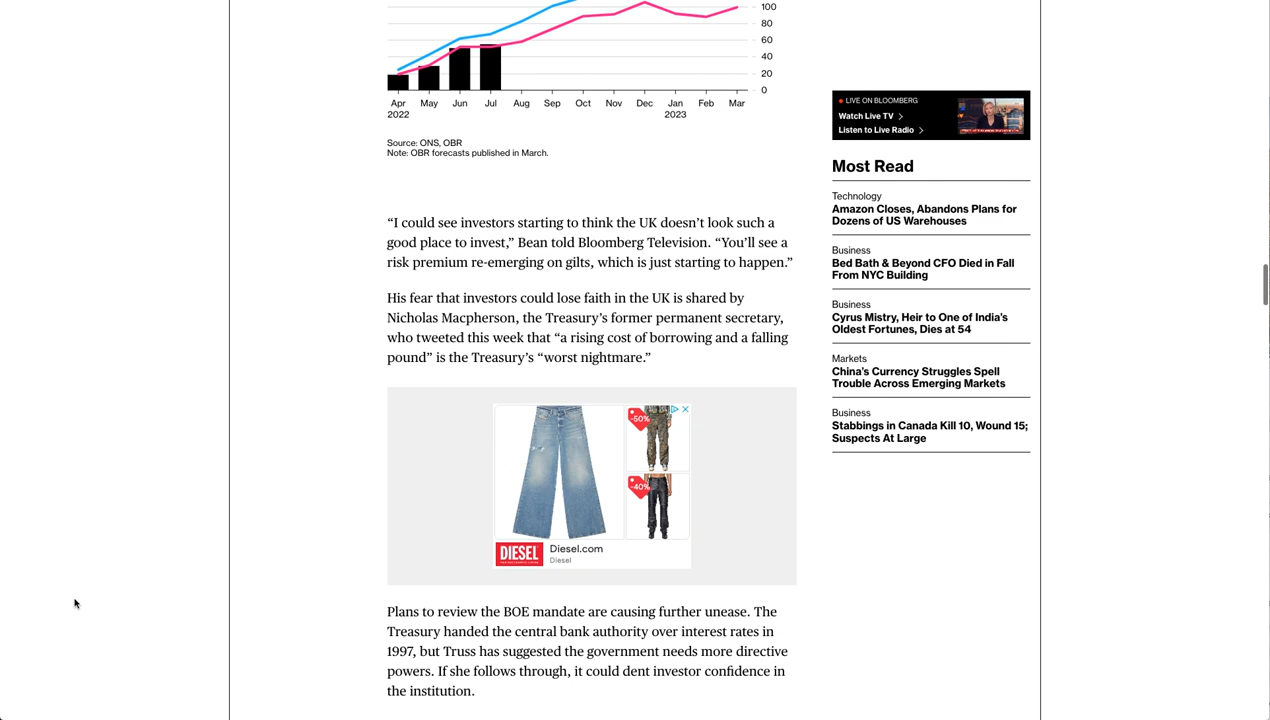 100
80
60
40
20
0
Apr May Jun Jul Aug Sep Oct Nov Dec Jan Feb Mar
2022 2023
Source: ONS, OBR
Note: OBR forecasts published in March.
“I could see investors starting to think the UK doesn’t look such a
good place to invest,” Bean told Bloomberg Television. “You’ll see a
risk premium re-emerging on gilts, which is just starting to happen.”
His fear that investors could lose faith in the UK is shared by
Nicholas Macpherson, the Treasury’s former permanent secretary,
who tweeted this week that “a rising cost of borrowing and a falling
pound” is the Treasury’s “worst nightmare.”
-50%
-40%
DIESEL
Diesel.com
Diesel
Plans to review the BOE mandate are causing further unease. The
Treasury handed the central bank authority over interest rates in
1997, but Truss has suggested the government needs more directive
powers. If she follows through, it could dent investor confidence in
the institution.
LIVE ON BLOOMBERG
Watch Live TV
Listen to Live Radio
Most Read
Technology
Amazon Closes, Abandons Plans for
Dozens of US Warehouses
Business
Bed Bath & Beyond CFO Died in Fall
From NYC Building
Business
Cyrus Mistry, Heir to One of India’s
Oldest Fortunes, Dies at 54
Markets
China’s Currency Struggles Spell
Trouble Across Emerging Markets
Business
Stabbings in Canada Kill 10, Wound 15;
Suspects At Large